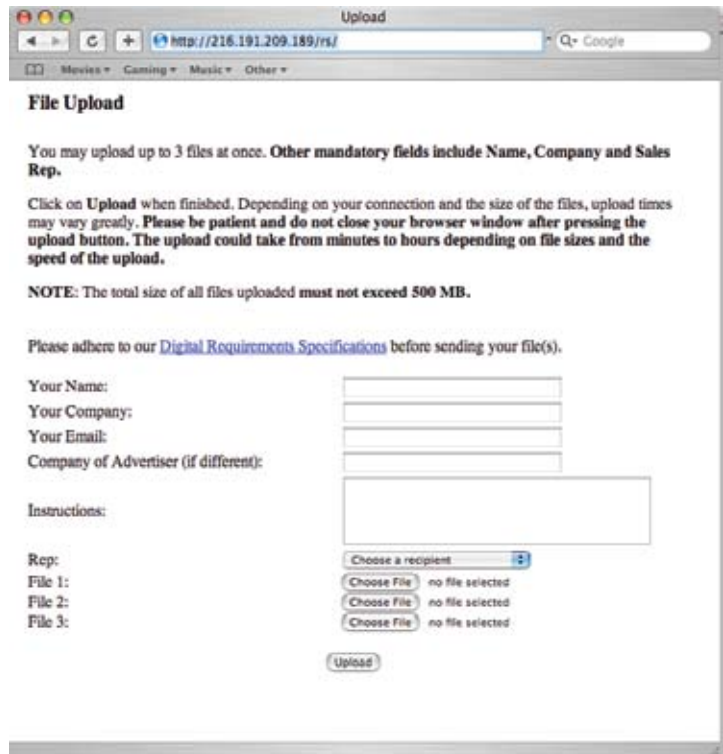 Upload
http://216.191.209.189/rs/
Google
Movies Gaming Music Other
File Upload
You may upload up to 3 files at once. Other mandatory fields include Name, Company and Sales
Rep.
Click on Upload when finished. Depending on your connection and the size of the files, upload times
may vary greatly. Please be patient and do not close your browser window after pressing the
upload button. The upload could take from minutes to hours depending on file sizes and the
speed of the upload.
NOTE: The total size of all files uploaded must not exceed 500 MB.
Please adhere to our Digital Requirements Specifications before sending your file(s).
Your Name:
Your Company:
Your Email:
Company of Advertiser (if different):
Instructions:
Rep: Choose a recipient
File 1: Choose File no file selected
File 2: Choose File no file selected
File 3: Choose File no file selected
Upload